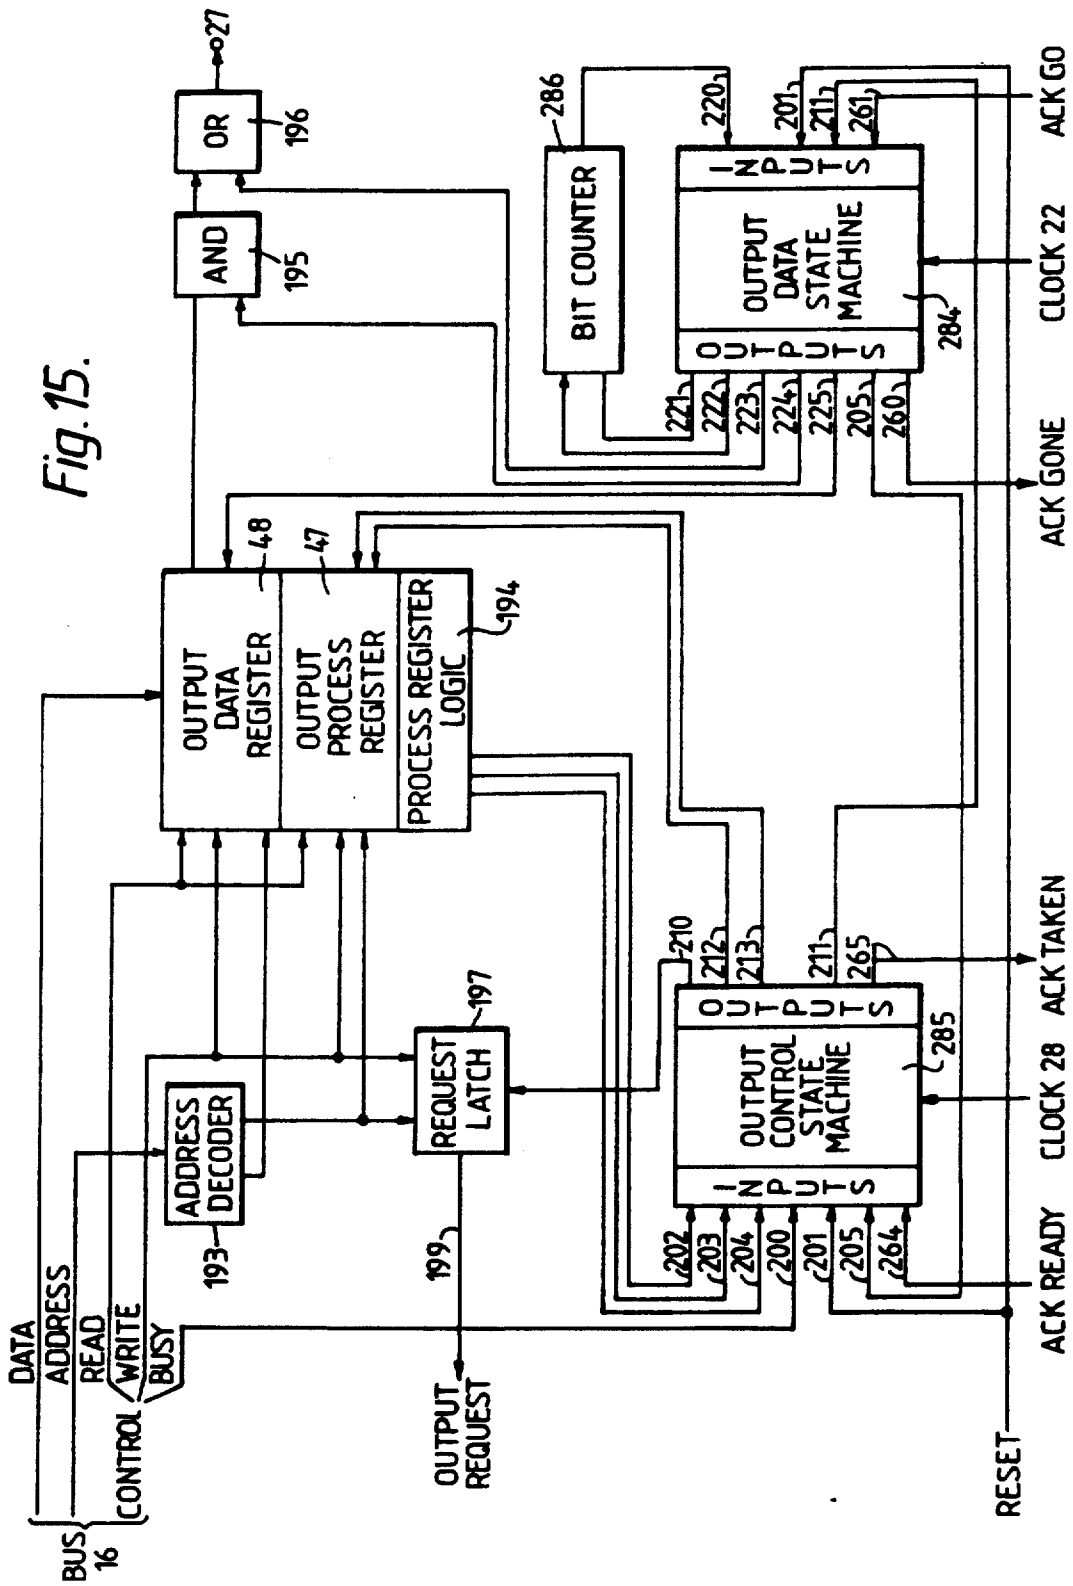 Fig. 15.
BUS
16
DATA
ADDRESS
CONTROL
READ
WRITE
BUSY
ADDRESS
DECODER
193
OUTPUT
DATA
REGISTER
48
OUTPUT
PROCESS
REGISTER
47
PROCESS REGISTER
LOGIC
194
AND
195
OR
196
27
REQUEST
LATCH
197
199
OUTPUT
REQUEST
BIT COUNTER
286
INPUTS
OUTPUT
CONTROL
STATE
MACHINE
OUTPUTS
285
202
203
204
200
201
205
264
210
212
213
211
265
OUTPUTS
OUTPUT
DATA
STATE
MACHINE
INPUTS
284
221
222
223
224
225
205
260
220
201
211
261
RESET
ACK READY
CLOCK 28
ACK TAKEN
ACK GONE
CLOCK 22
ACK GO